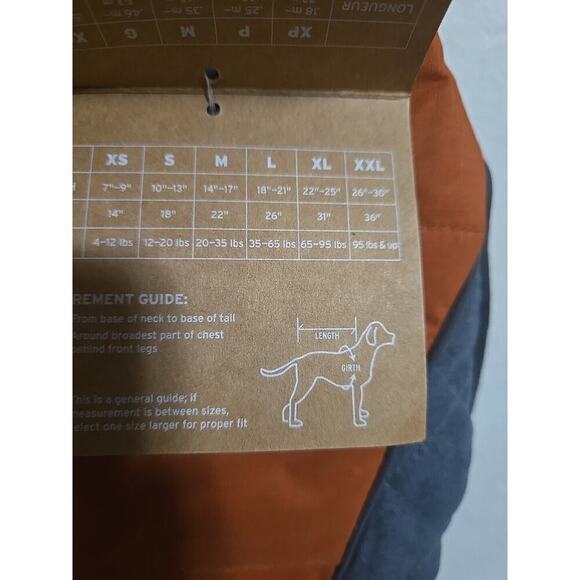 LONGUEUR
.18 m-
.25 m-
.35 m-
.46-
XP P M G
XS S M L XL XXL
7"-9" 10"-13" 14"-17" 18"-21" 22"-25" 26"-30"
14" 18" 22" 26" 31" 36"
4-12 lbs 12-20 lbs 20-35 lbs 35-65 lbs 65-95 lbs 95 lbs & up
REMENT GUIDE:
From base of neck to base of tail
Around broadest part of chest
behind front legs
LENGTH
GIRTH
This is a general guide; if
measurement is between sizes,
select one size larger for proper fit